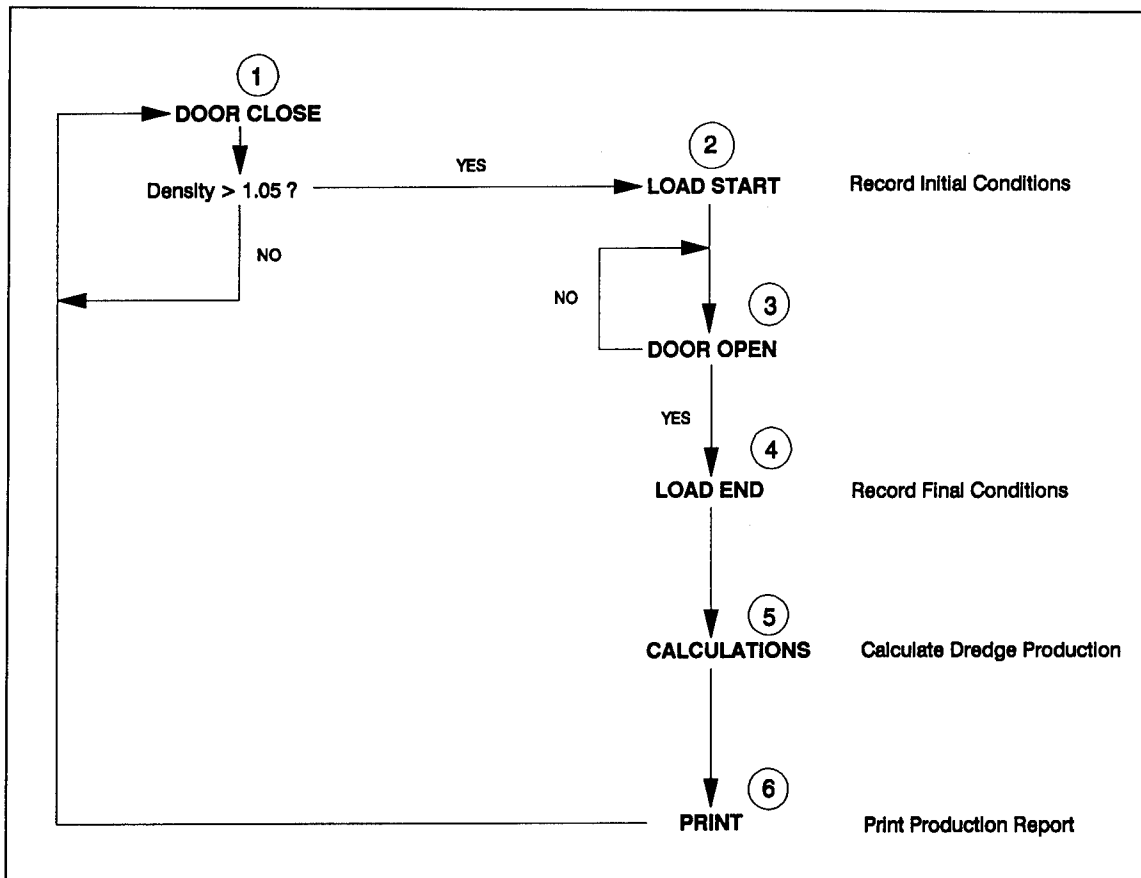 1
DOOR CLOSE
Density > 1.05 ?
YES
NO
2
LOAD START
Record Initial Conditions
NO
3
DOOR OPEN
YES
4
LOAD END
Record Final Conditions
5
CALCULATIONS
Calculate Dredge Production
6
PRINT
Print Production Report